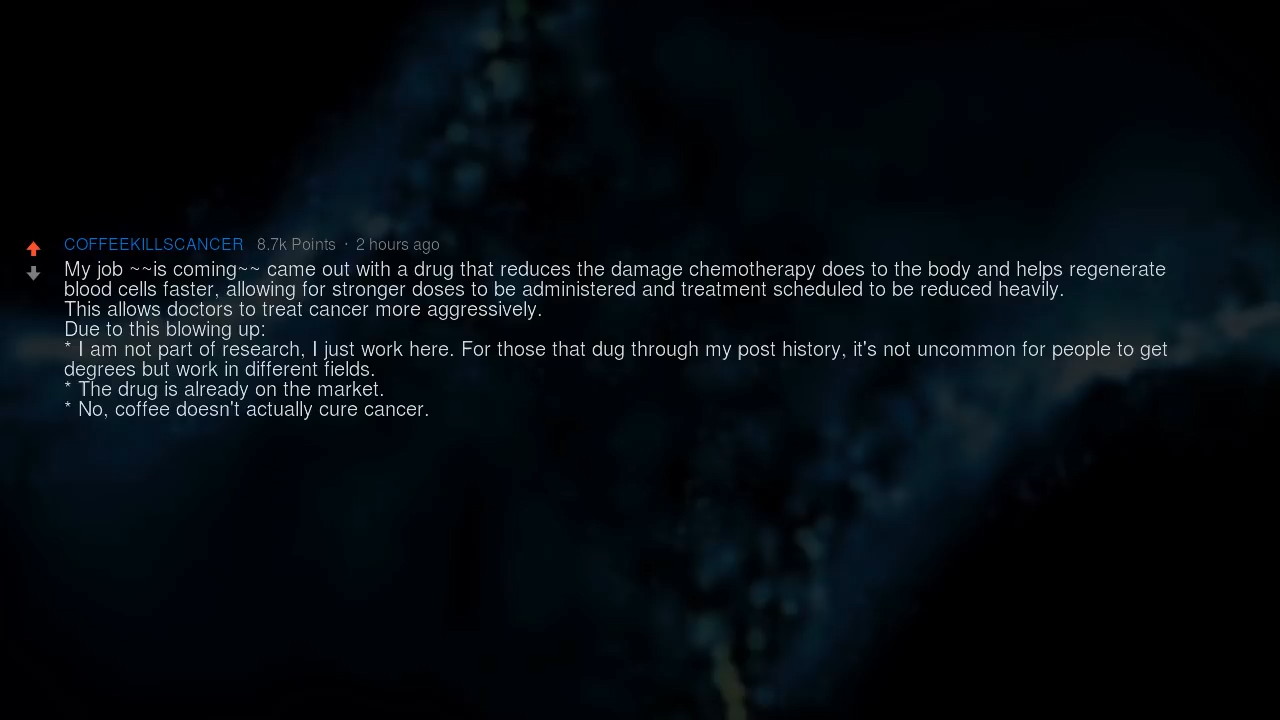 COFFEEKILLSCANCER 8.7k Points · 2 hours ago
My job ~~is coming~~ came out with a drug that reduces the damage chemotherapy does to the body and helps regenerate
blood cells faster, allowing for stronger doses to be administered and treatment scheduled to be reduced heavily.
This allows doctors to treat cancer more aggressively.
Due to this blowing up:
* I am not part of research, I just work here. For those that dug through my post history, it's not uncommon for people to get
degrees but work in different fields.
* The drug is already on the market.
* No, coffee doesn't actually cure cancer.